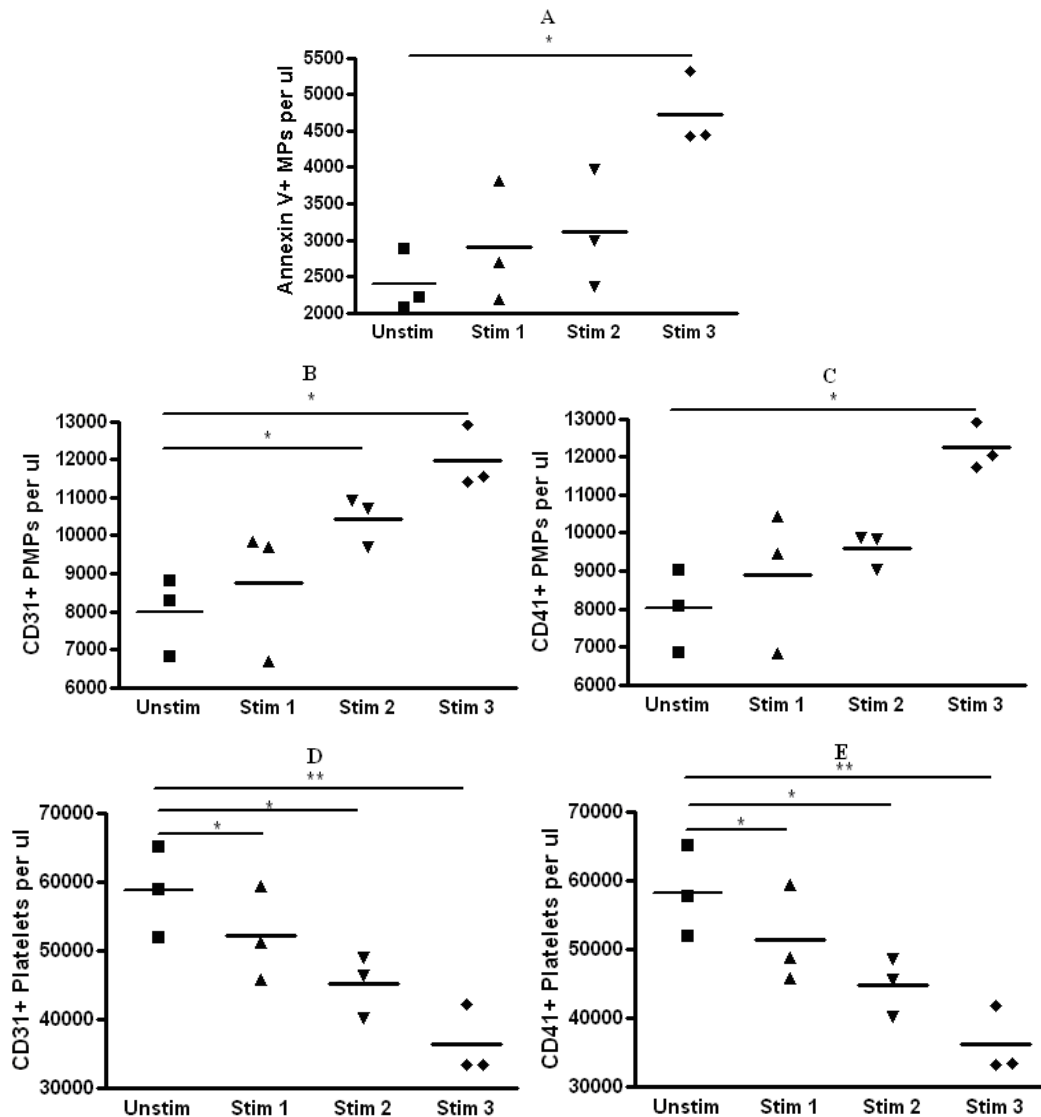 A
*
Annexin V+ MPs per ul
5500
5000
4500
4000
3500
3000
2500
2000
Unstim Stim 1 Stim 2 Stim 3
B
*
*
CD31+ PMPs per ul
13000
12000
11000
10000
9000
8000
7000
6000
Unstim Stim 1 Stim 2 Stim 3
C
*
CD41+ PMPs per ul
13000
12000
11000
10000
9000
8000
7000
6000
Unstim Stim 1 Stim 2 Stim 3
D
**
*
*
CD31+ Platelets per ul
70000
60000
50000
40000
30000
Unstim Stim 1 Stim 2 Stim 3
E
**
*
*
CD41+ Platelets per ul
70000
60000
50000
40000
30000
Unstim Stim 1 Stim 2 Stim 3